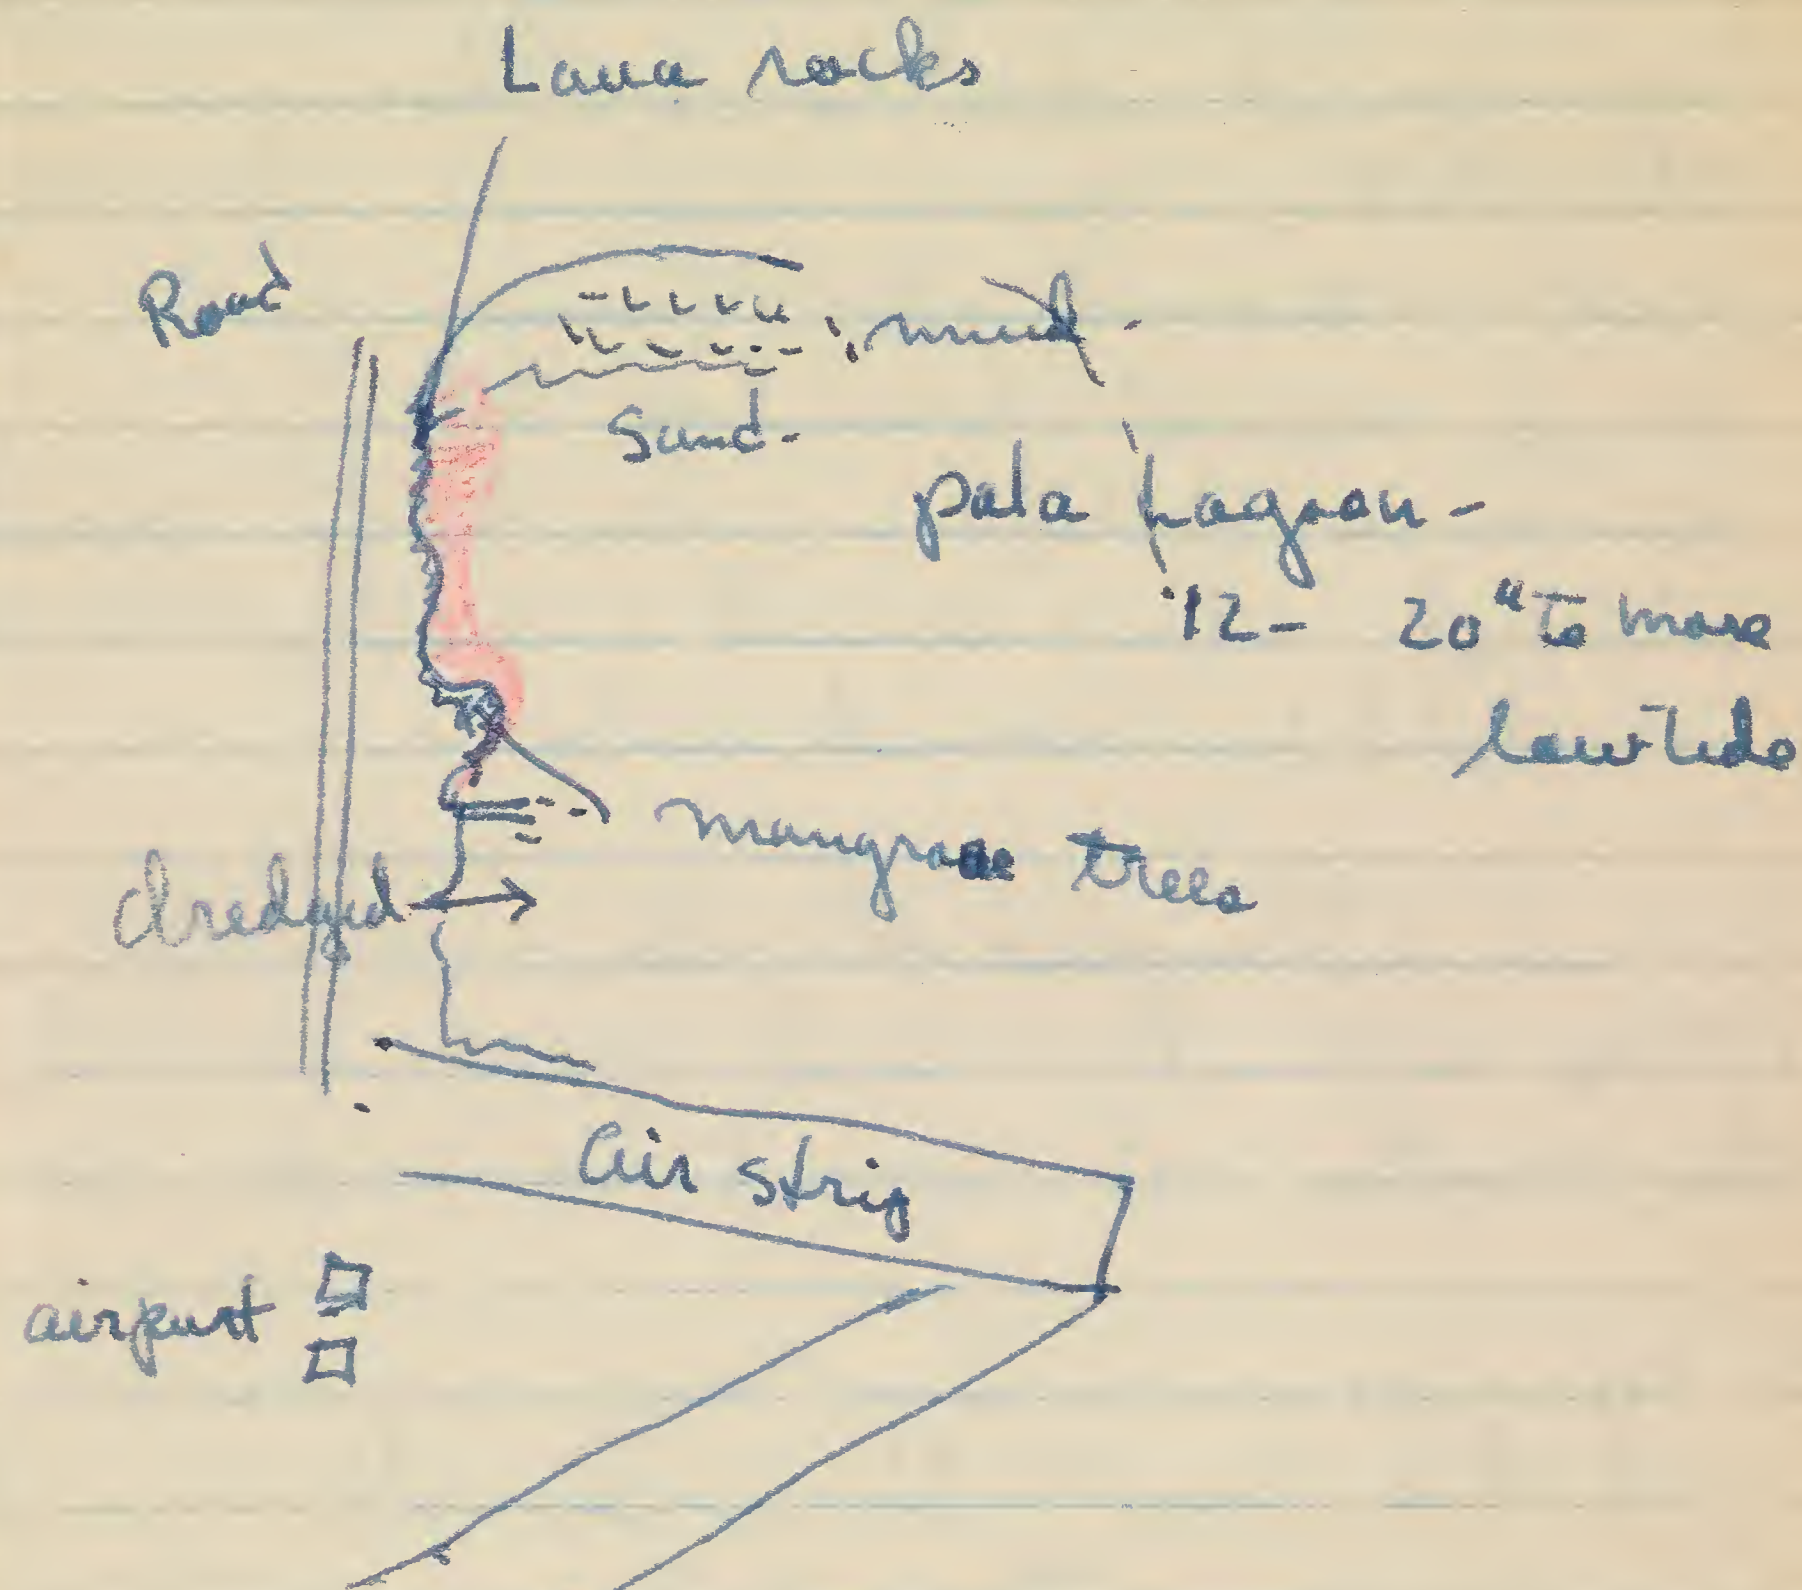 Lava rocks
Road
mud -
Sand -
pala Lagoon -
12 - 20" to more
low tide
mangrove trees
dredged
Air strip
airport